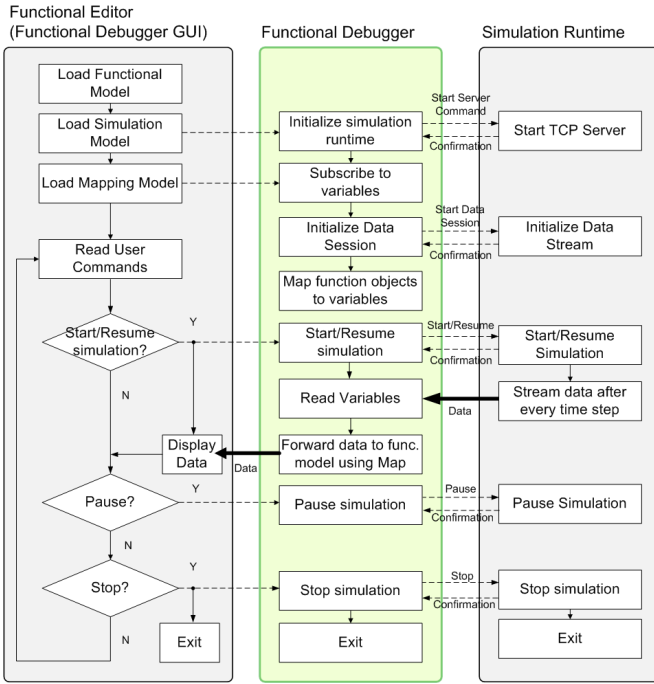 Functional Editor
(Functional Debugger GUI)
Functional Debugger
Simulation Runtime
Load Functional
Model
Load Simulation
Model
Load Mapping Model
Read User
Commands
Start/Resume
simulation?
Y
N
Display
Data
Pause?
Y
N
Stop?
Y
N
Exit
Initialize simulation
runtime
Subscribe to
variables
Initialize Data
Session
Map function objects
to variables
Start/Resume
simulation
Read Variables
Forward data to func.
model using Map
Data
Pause simulation
Stop simulation
Exit
Start Server
Command
Confirmation
Start Data
Session
Confirmation
Start/Resume
Confirmation
Data
Pause
Confirmation
Stop
Confirmation
Start TCP Server
Initialize Data
Stream
Start/Resume
Simulation
Stream data after
every time step
Pause Simulation
Stop simulation
Exit